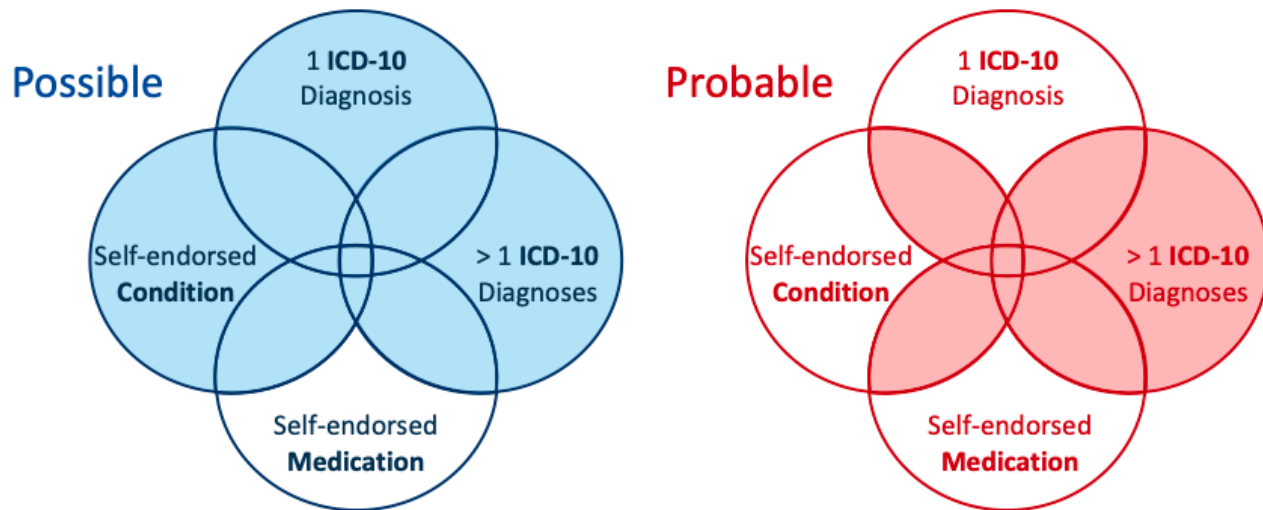 Possible
1 ICD-10
Diagnosis
Self-endorsed
Condition
> 1 ICD-10
Diagnoses
Self-endorsed
Medication
Probable
1 ICD-10
Diagnosis
Self-endorsed
Condition
> 1 ICD-10
Diagnoses
Self-endorsed
Medication